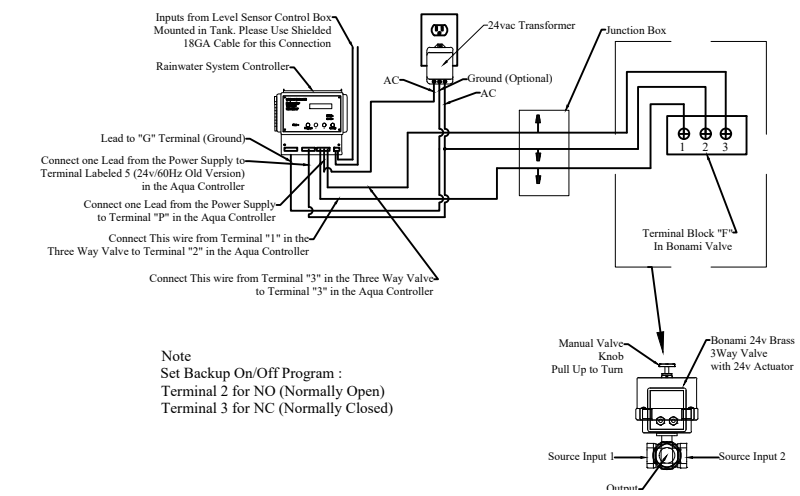 Inputs from Level Sensor Control Box
Mounted in Tank. Please Use Shielded
18GA Cable for this Connection
Rainwater System Controller
24vac Transformer
Junction Box
AC
Ground (Optional)
AC
Lead to "G" Terminal (Ground)
Connect one Lead from the Power Supply to
Terminal Labeled 5 (24v/60Hz Old Version)
in the Aqua Controller
Connect one Lead from the Power Supply
to Terminal "P" in the Aqua Controller
Connect This wire from Terminal "1" in the
Three Way Valve to Terminal "2" in the Aqua Controller
Connect This wire from Terminal "3" in the Three Way Valve
to Terminal "3" in the Aqua Controller
1 2 3
Terminal Block "F"
In Bonami Valve
Note
Set Backup On/Off Program :
Terminal 2 for NO (Normally Open)
Terminal 3 for NC (Normally Closed)
Manual Valve
Knob
Pull Up to Turn
Bonami 24v Brass
3Way Valve
with 24v Actuator
Source Input 1
Source Input 2
Output